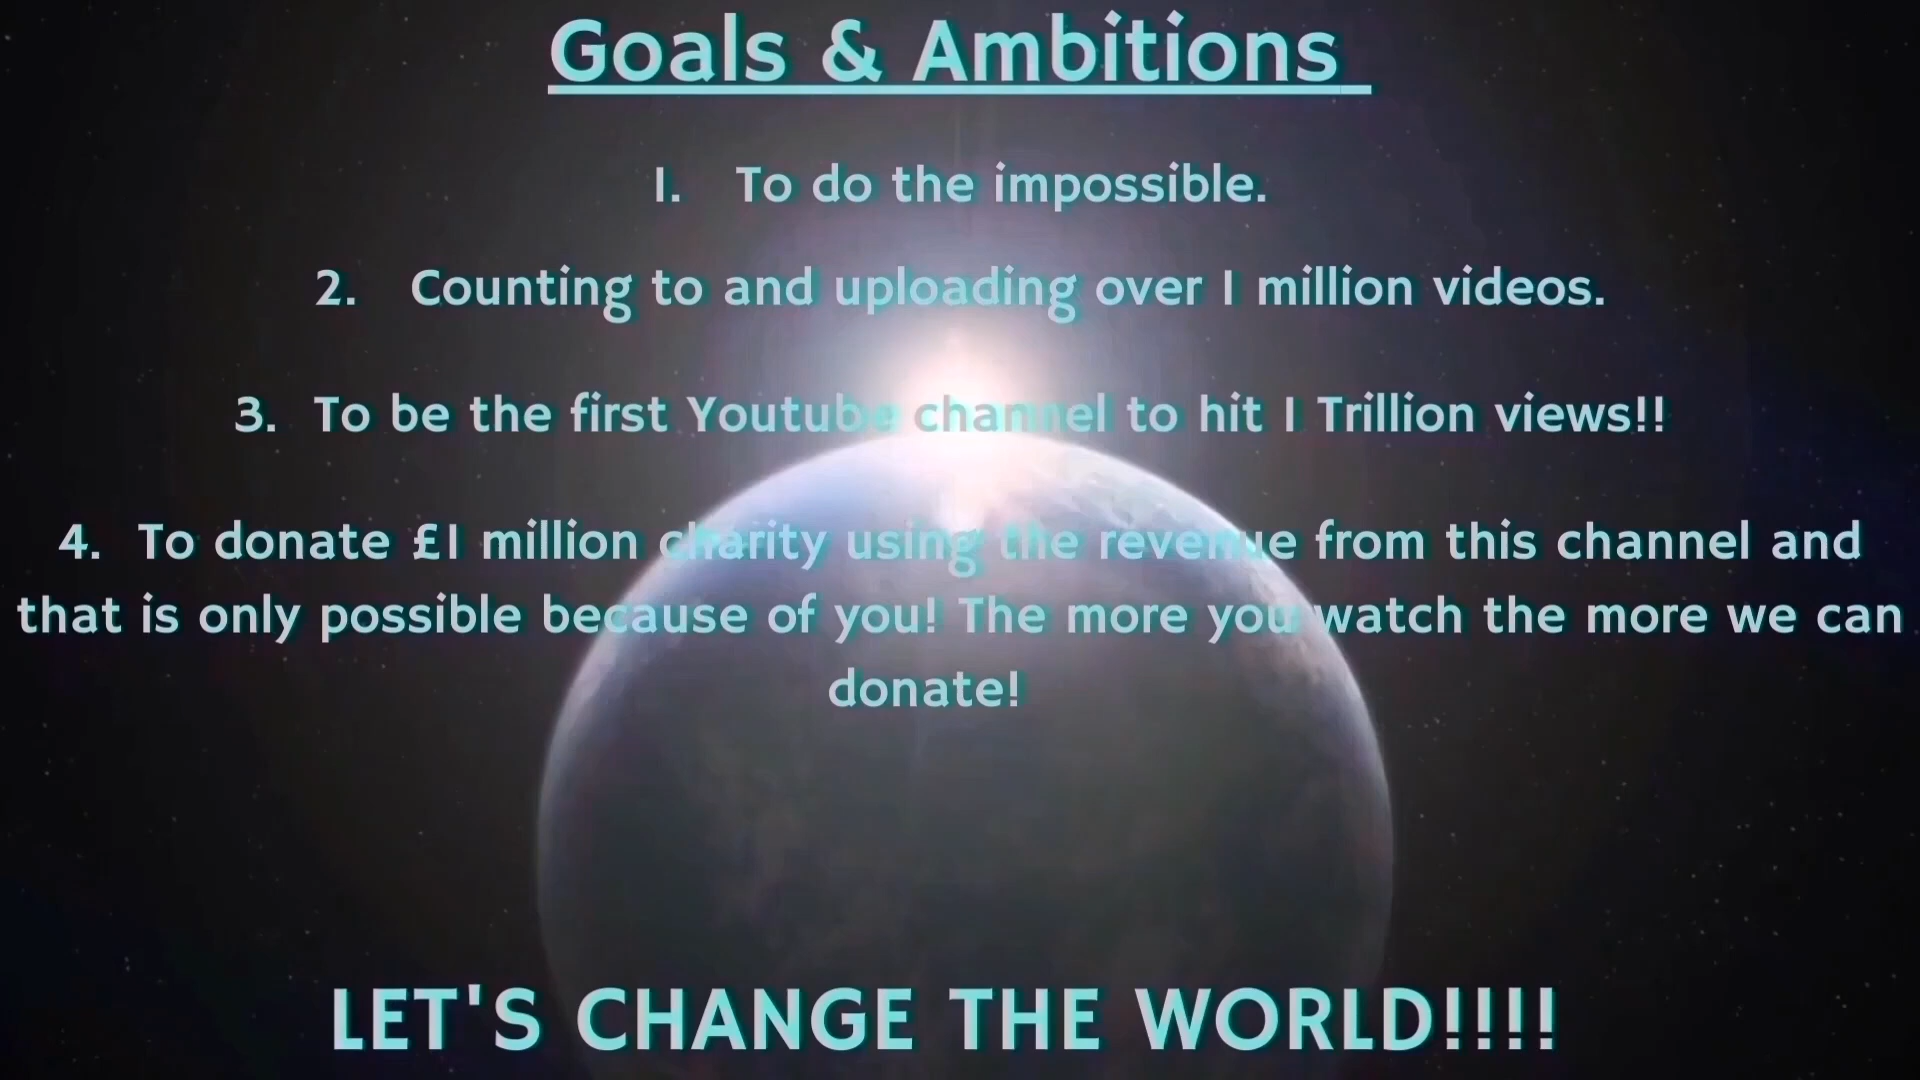 Goals & Ambitions
1. To do the impossible.
2. Counting to and uploading over 1 million videos.
3. To be the first Youtube channel to hit 1 Trillion views!!
4. To donate £1 million charity using the revenue from this channel and
that is only possible because of you! The more you watch the more we can
donate!
LET'S CHANGE THE WORLD!!!!